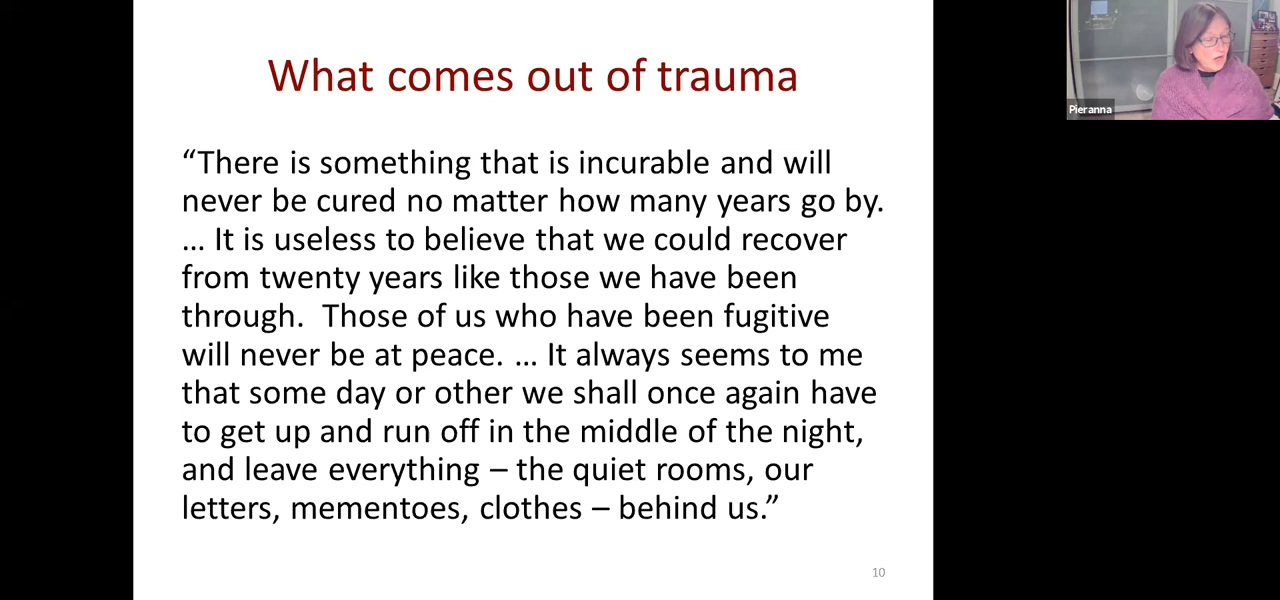 What comes out of trauma
“There is something that is incurable and will
never be cured no matter how many years go by.
… It is useless to believe that we could recover
from twenty years like those we have been
through.  Those of us who have been fugitive
will never be at peace. … It always seems to me
that some day or other we shall once again have
to get up and run off in the middle of the night,
and leave everything – the quiet rooms, our
letters, mementoes, clothes – behind us.”
10
Pieranna